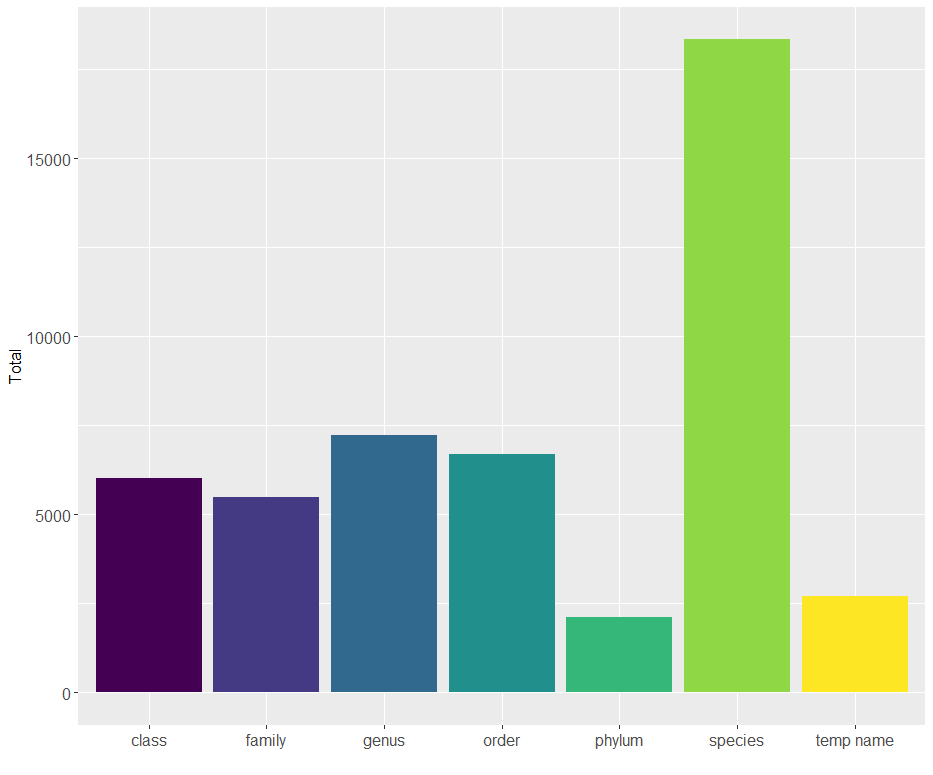 Total
15000
10000
5000
0
class family genus order phylum species temp name